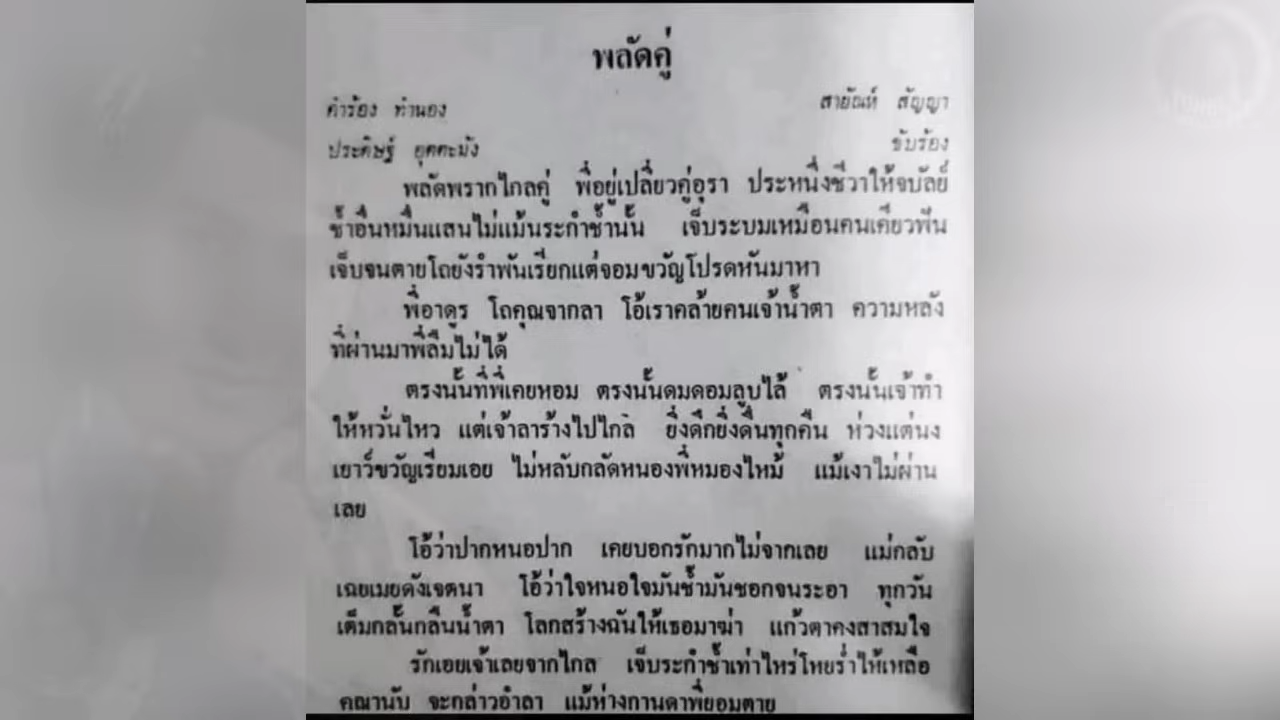 พลัดคู่
คำร้อง ทำนอง สายัณห์ สัญญา
ประดิษฐ์ อุตตะมัง ขับร้อง
พลัดพรากไกลคู่ พี่อยู่เปลี่ยวคู่อุรา ประหนึ่งชีวาให้จบัลย์
ช้ำอื่นหมื่นแสนไม่แม้นระกำช้ำนั้น เจ็บระบมเหมือนคนเคียวฟัน
เจ็บจนตายโถยังรำพันเรียกแต่จอมขวัญโปรดหันมาหา
พี่อาดูร โถคุณจากลา โอ้เราคล้ายคนเจ้าน้ำตา ความหลัง
ที่ผ่านมาพี่ลืมไม่ได้
ตรงนั้นที่พี่เคยหอม ตรงนั้นดมดอมลูบไล้ ตรงนั้นเจ้าทำ
ให้หวั่นไหว แต่เจ้าลาร้างไปไกล ยิ่งดึกยิ่งดื่นทุกคืน ห่วงแต่นง
เยาว์ขวัญเรียมเอย ไม่หลับกลัดหนองพี่หมองไหม้ แม้เงาไม่ผ่าน
เลย
โอ้ว่าปากหนอปาก เคยบอกรักมากไม่จากเลย แม่กลับ
เฉยเมยดังเจตนา โอ้ว่าใจหนอใจมันช้ำมันชอกจนระอา ทุกวัน
เต็มกลั้นกลืนน้ำตา โลกสร้างฉันให้เธอมาฆ่า แก้วตาคงสาสมใจ
รักเอยเจ้าเลยจากไกล เจ็บระกำช้ำเท่าไหร่โหยร่ำไห้เหลือ
คณานับ จะกล่าวอำลา แม้ห่างกานดาพี่ยอมตาย